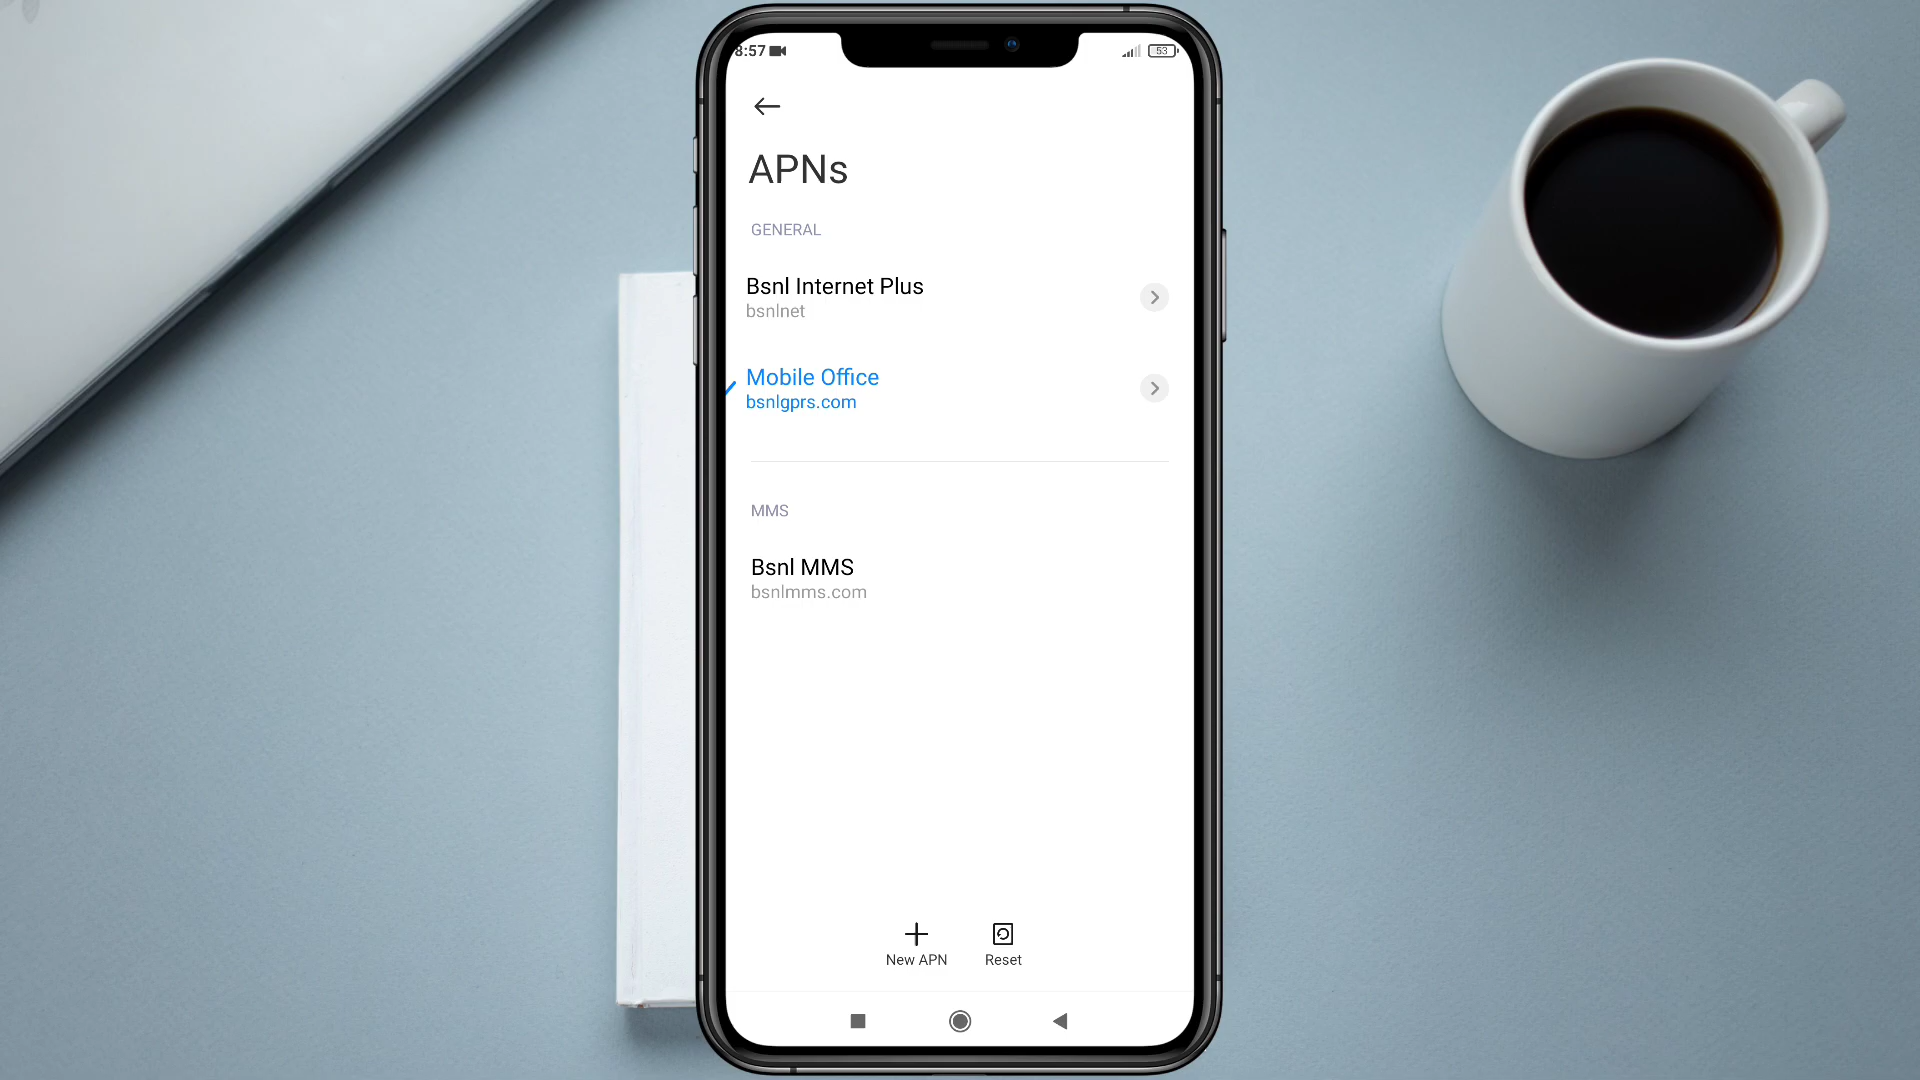 8:57
53
APNs
GENERAL
Bsnl Internet Plus
bsnlnet
Mobile Office
bsnlgprs.com
MMS
Bsnl MMS
bsnlmms.com
New APN
Reset